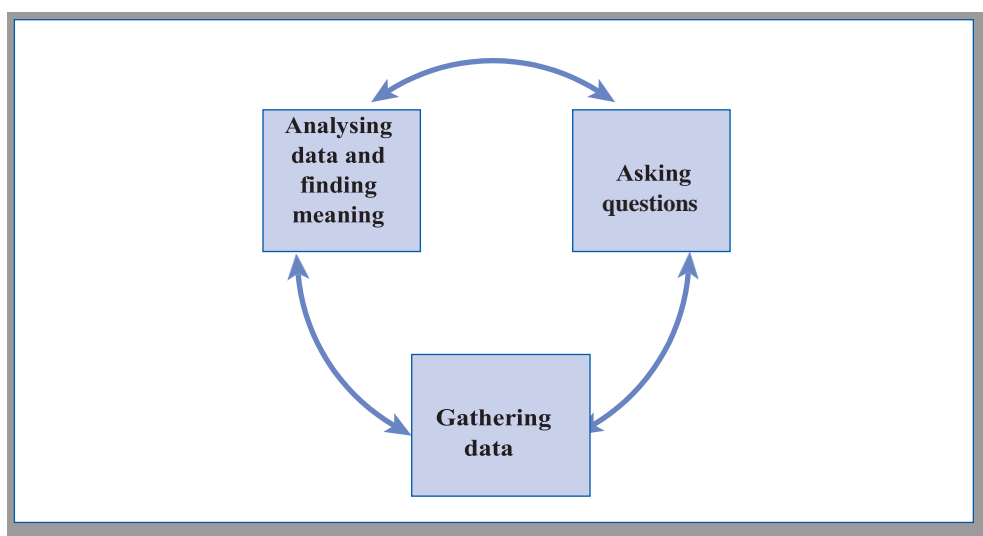 Analysing
data and
finding
meaning
Asking
questions
Gathering
data